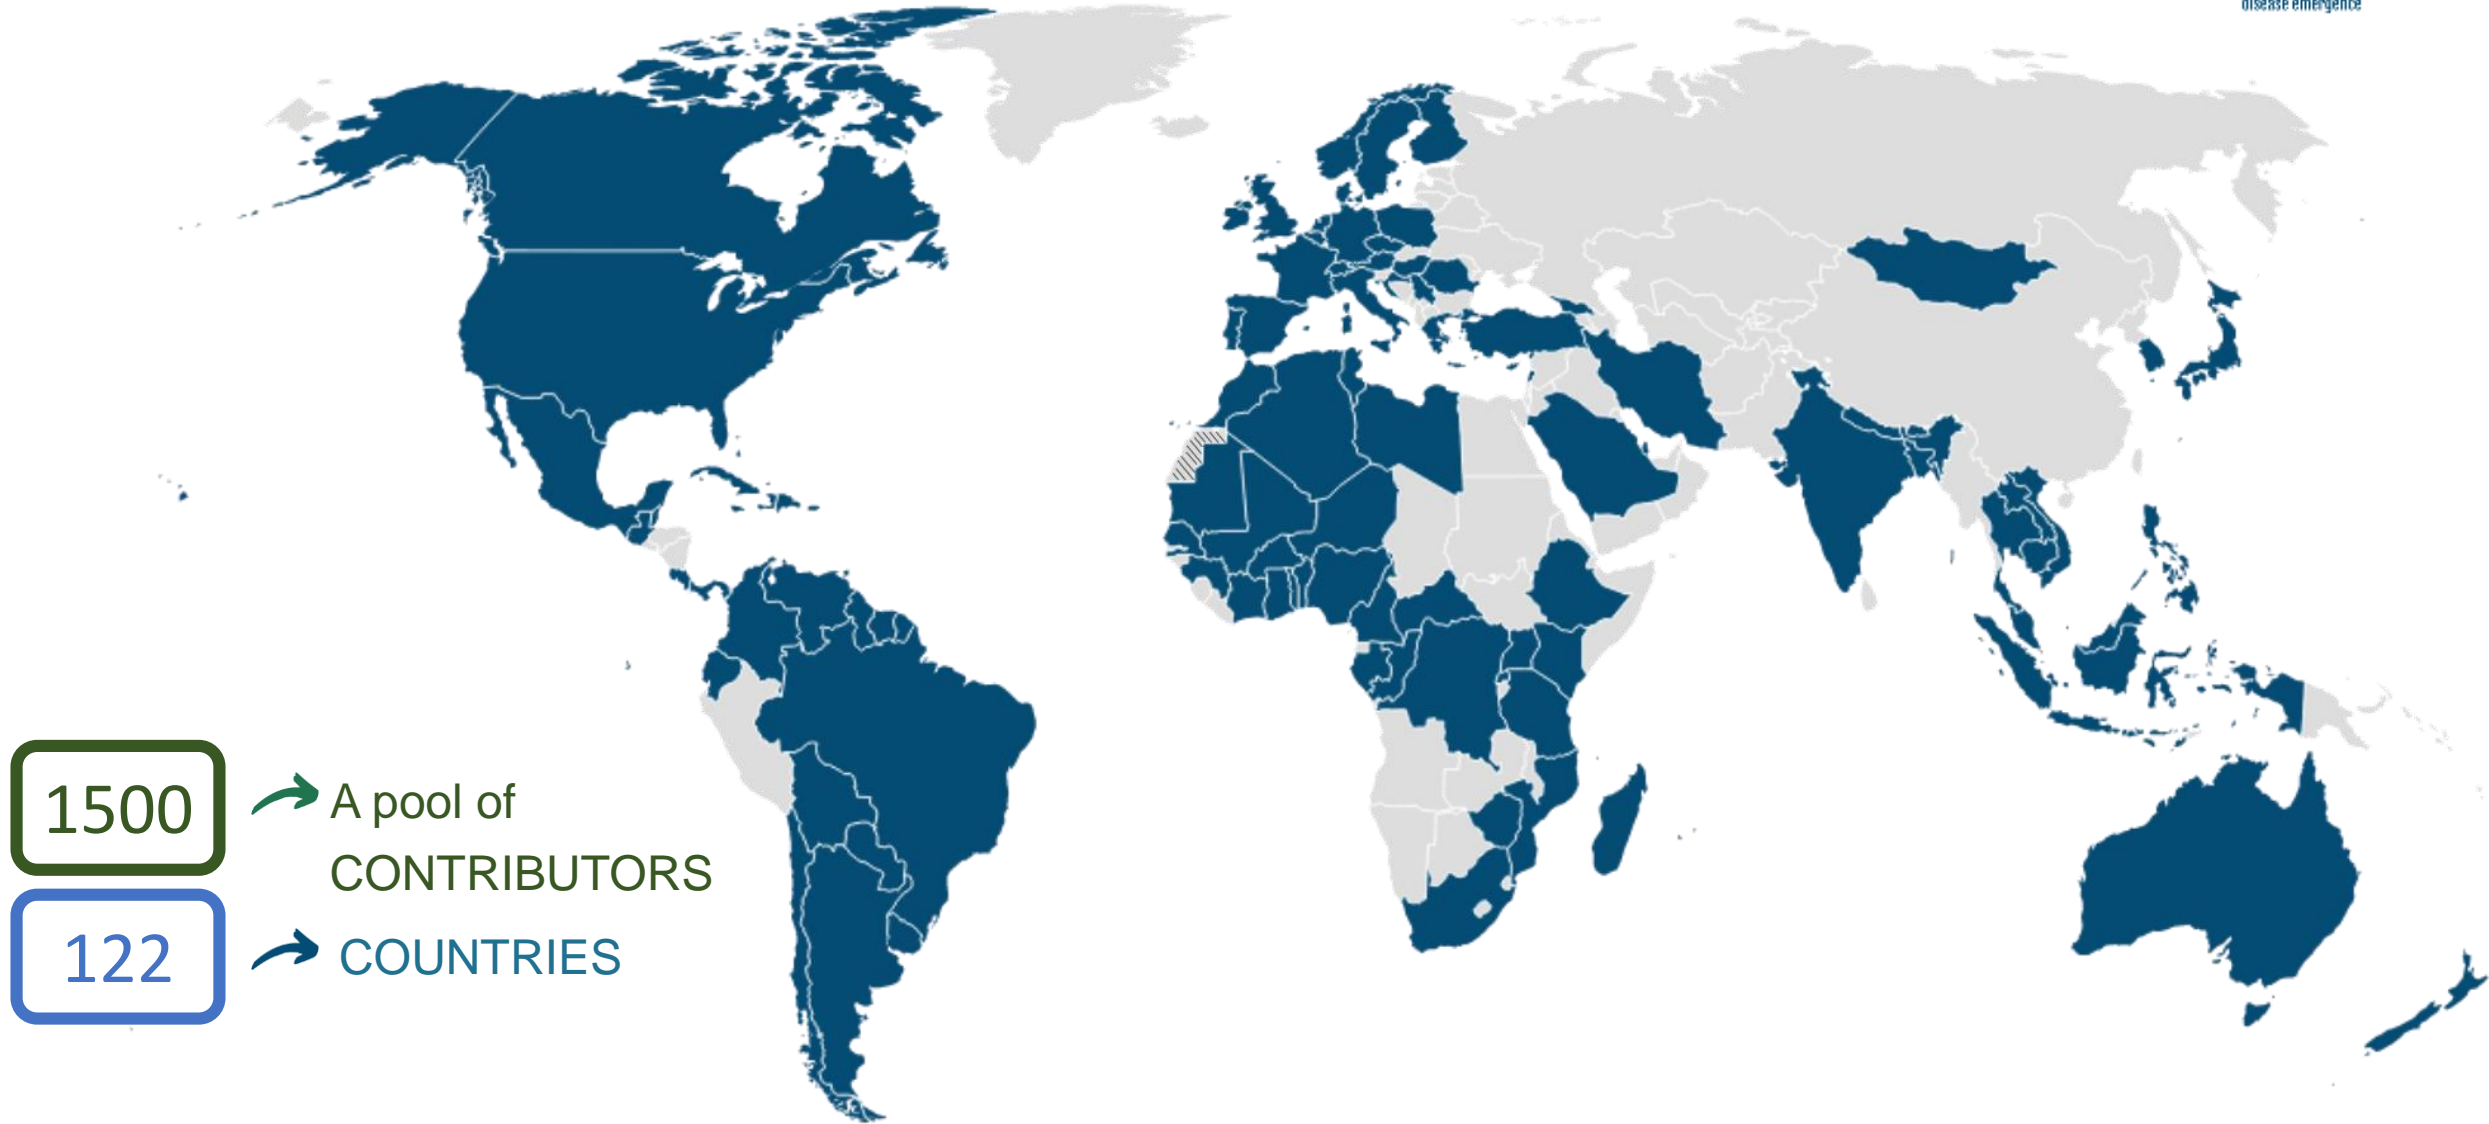 disease emergence
1500
A pool of
CONTRIBUTORS
122
COUNTRIES